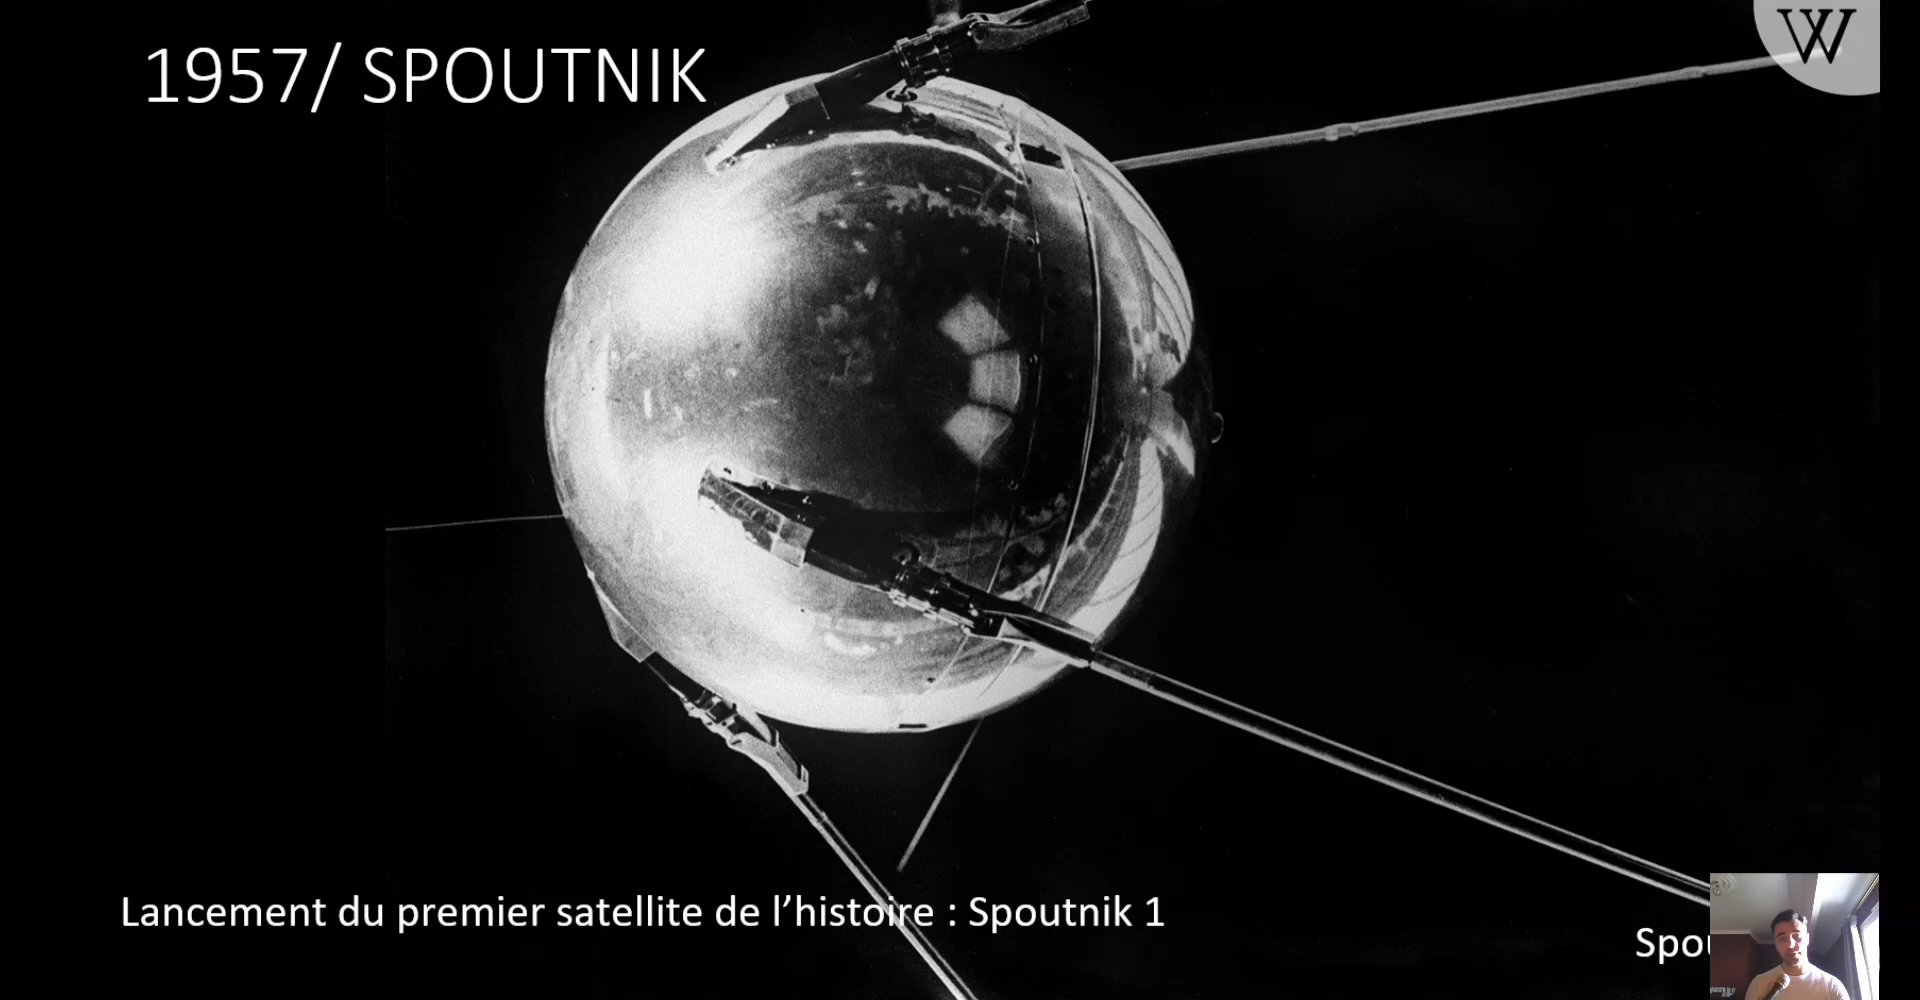 1957/ SPOUTNIK
W
Lancement du premier satellite de l’histoire : Spoutnik 1